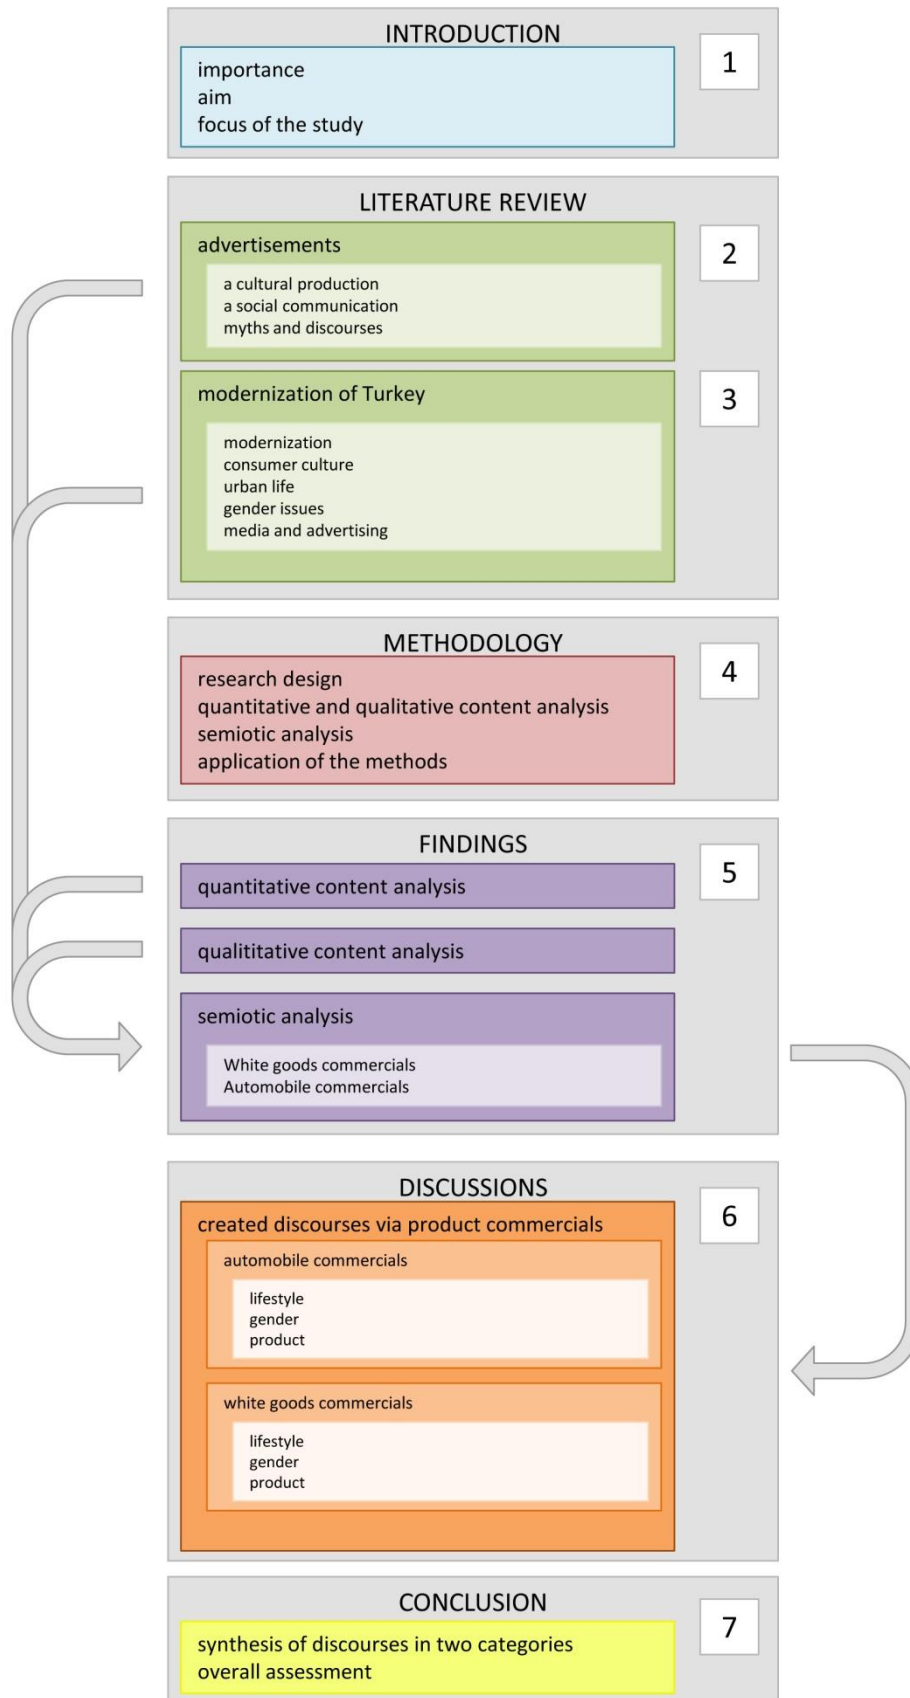 INTRODUCTION
1
importance
aim
focus of the study
LITERATURE REVIEW
2
advertisements
a cultural production
a social communication
myths and discourses
3
modernization of Turkey
modernization
consumer culture
urban life
gender issues
media and advertising
METHODOLOGY
4
research design
quantitative and qualitative content analysis
semiotic analysis
application of the methods
FINDINGS
5
quantitative content analysis
qualititative content analysis
semiotic analysis
White goods commercials
Automobile commercials
DISCUSSIONS
6
created discourses via product commercials
automobile commercials
lifestyle
gender
product
white goods commercials
lifestyle
gender
product
CONCLUSION
7
synthesis of discourses in two categories
overall assessment